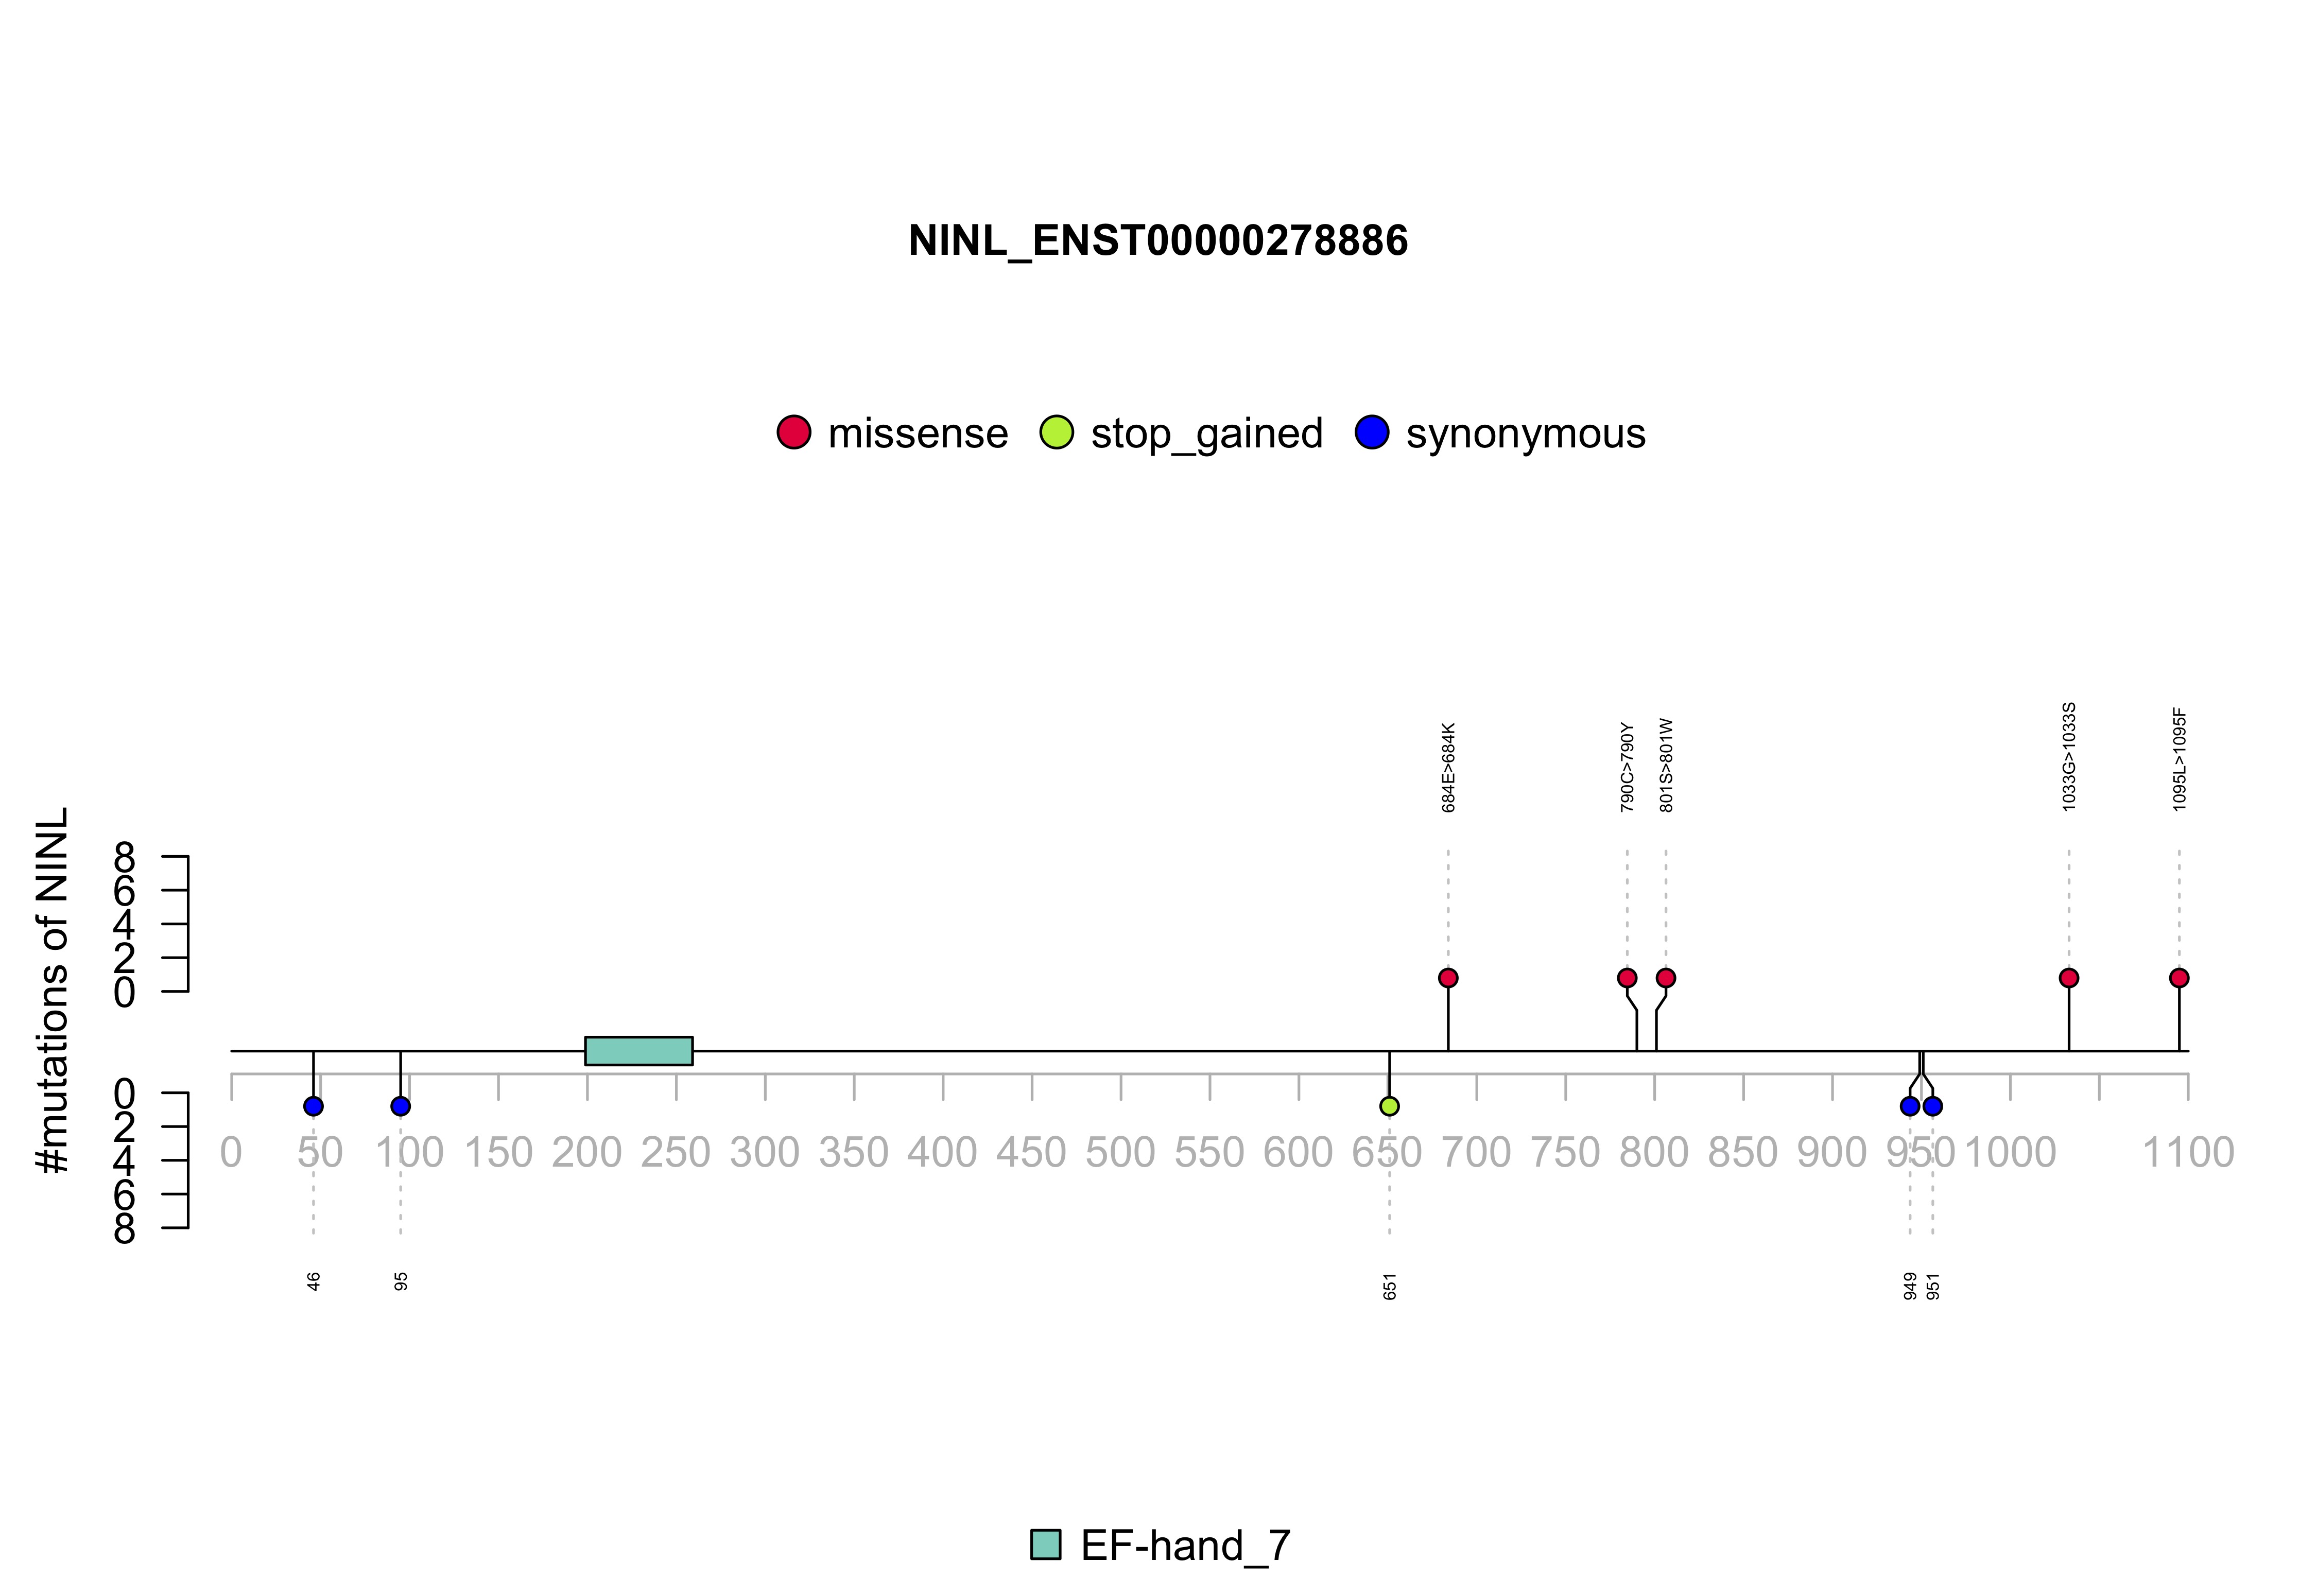 NINL_ENST00000278886
missense stop_gained synonymous
684E>684K 790C>790Y 801S>801W 1033G>1033S 1095L>1095F
#mutations of NINL
8
6
4
2
0
0
2
4
6
8
0 50 100 150 200 250 300 350 400 450 500 550 600 650 700 750 800 850 900 950 1000 1100
46 95 651 949 951
EF-hand_7